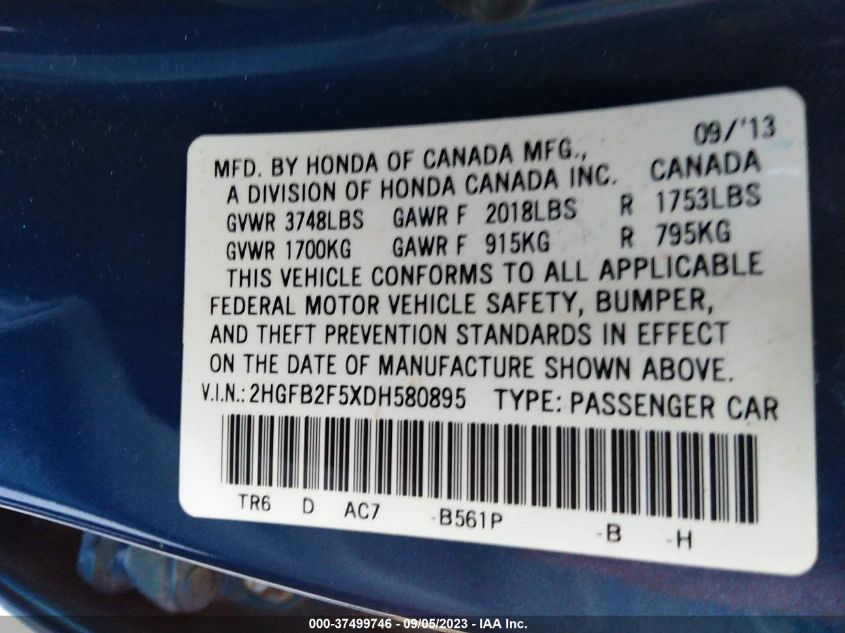 09/'13
MFD. BY HONDA OF CANADA MFG., CANADA
A DIVISION OF HONDA CANADA INC.
GVWR 3748LBS GAWR F 2018LBS R 1753LBS
GVWR 1700KG GAWR F 915KG R 795KG
THIS VEHICLE CONFORMS TO ALL APPLICABLE
FEDERAL MOTOR VEHICLE SAFETY, BUMPER,
AND THEFT PREVENTION STANDARDS IN EFFECT
ON THE DATE OF MANUFACTURE SHOWN ABOVE.
V.I.N.: 2HGFB2F5XDH580895 TYPE: PASSENGER CAR
TR6 D AC7 -B561P -B -H
000-37499746 - 09/05/2023 - IAA Inc.